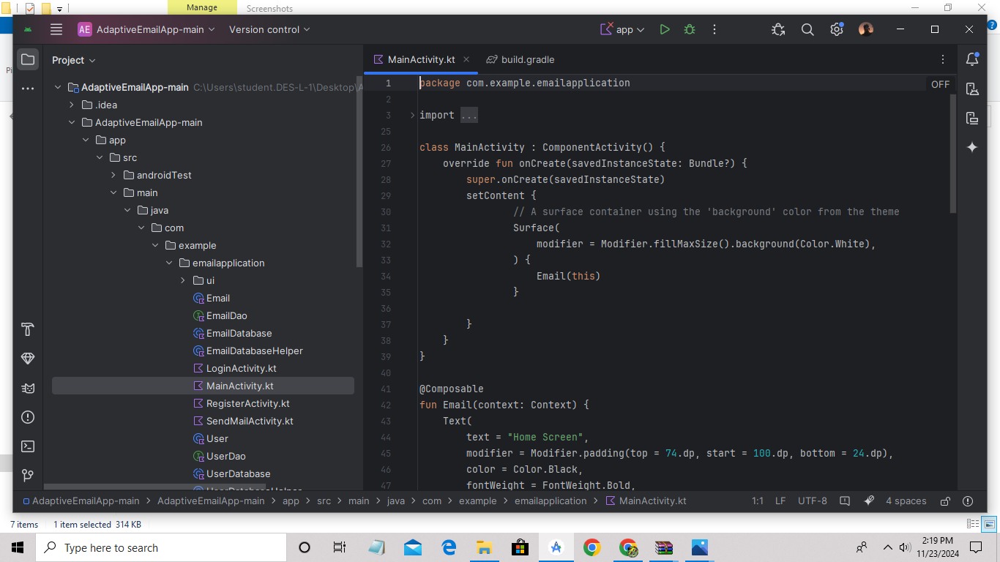 Manage
Screenshots
AE AdaptiveEmailApp-main Version control app
Project
MainActivity.kt
build.gradle
AdaptiveEmailApp-main C:\Users\student.DES-L-1\Desktop\A
.idea
AdaptiveEmailApp-main
app
src
androidTest
main
java
com
example
emailapplication
ui
Email
EmailDao
EmailDatabase
EmailDatabaseHelper
LoginActivity.kt
MainActivity.kt
RegisterActivity.kt
SendMailActivity.kt
User
UserDao
UserDatabase
UserDatabaseHelper
OFF
1 package com.example.emailapplication
2
3 import ...
25
26 class MainActivity : ComponentActivity() {
27 override fun onCreate(savedInstanceState: Bundle?) {
28 super.onCreate(savedInstanceState)
29 setContent {
30 // A surface container using the 'background' color from the theme
31 Surface(
32 modifier = Modifier.fillMaxSize().background(Color.White),
33 ) {
34 Email(this)
35 }
36
37 }
38 }
39 }
40
41 @Composable
42 fun Email(context: Context) {
43 Text(
44 text = "Home Screen",
45 modifier = Modifier.padding(top = 74.dp, start = 100.dp, bottom = 24.dp),
46 color = Color.Black,
47 fontWeight = FontWeight.Bold,
AdaptiveEmailApp-main > AdaptiveEmailApp-main > app > src > main > java > com > example > emailapplication > MainActivity.kt 1:1 LF UTF-8 4 spaces
7 items 1 item selected 314 KB
Type here to search
2:19 PM
11/23/2024